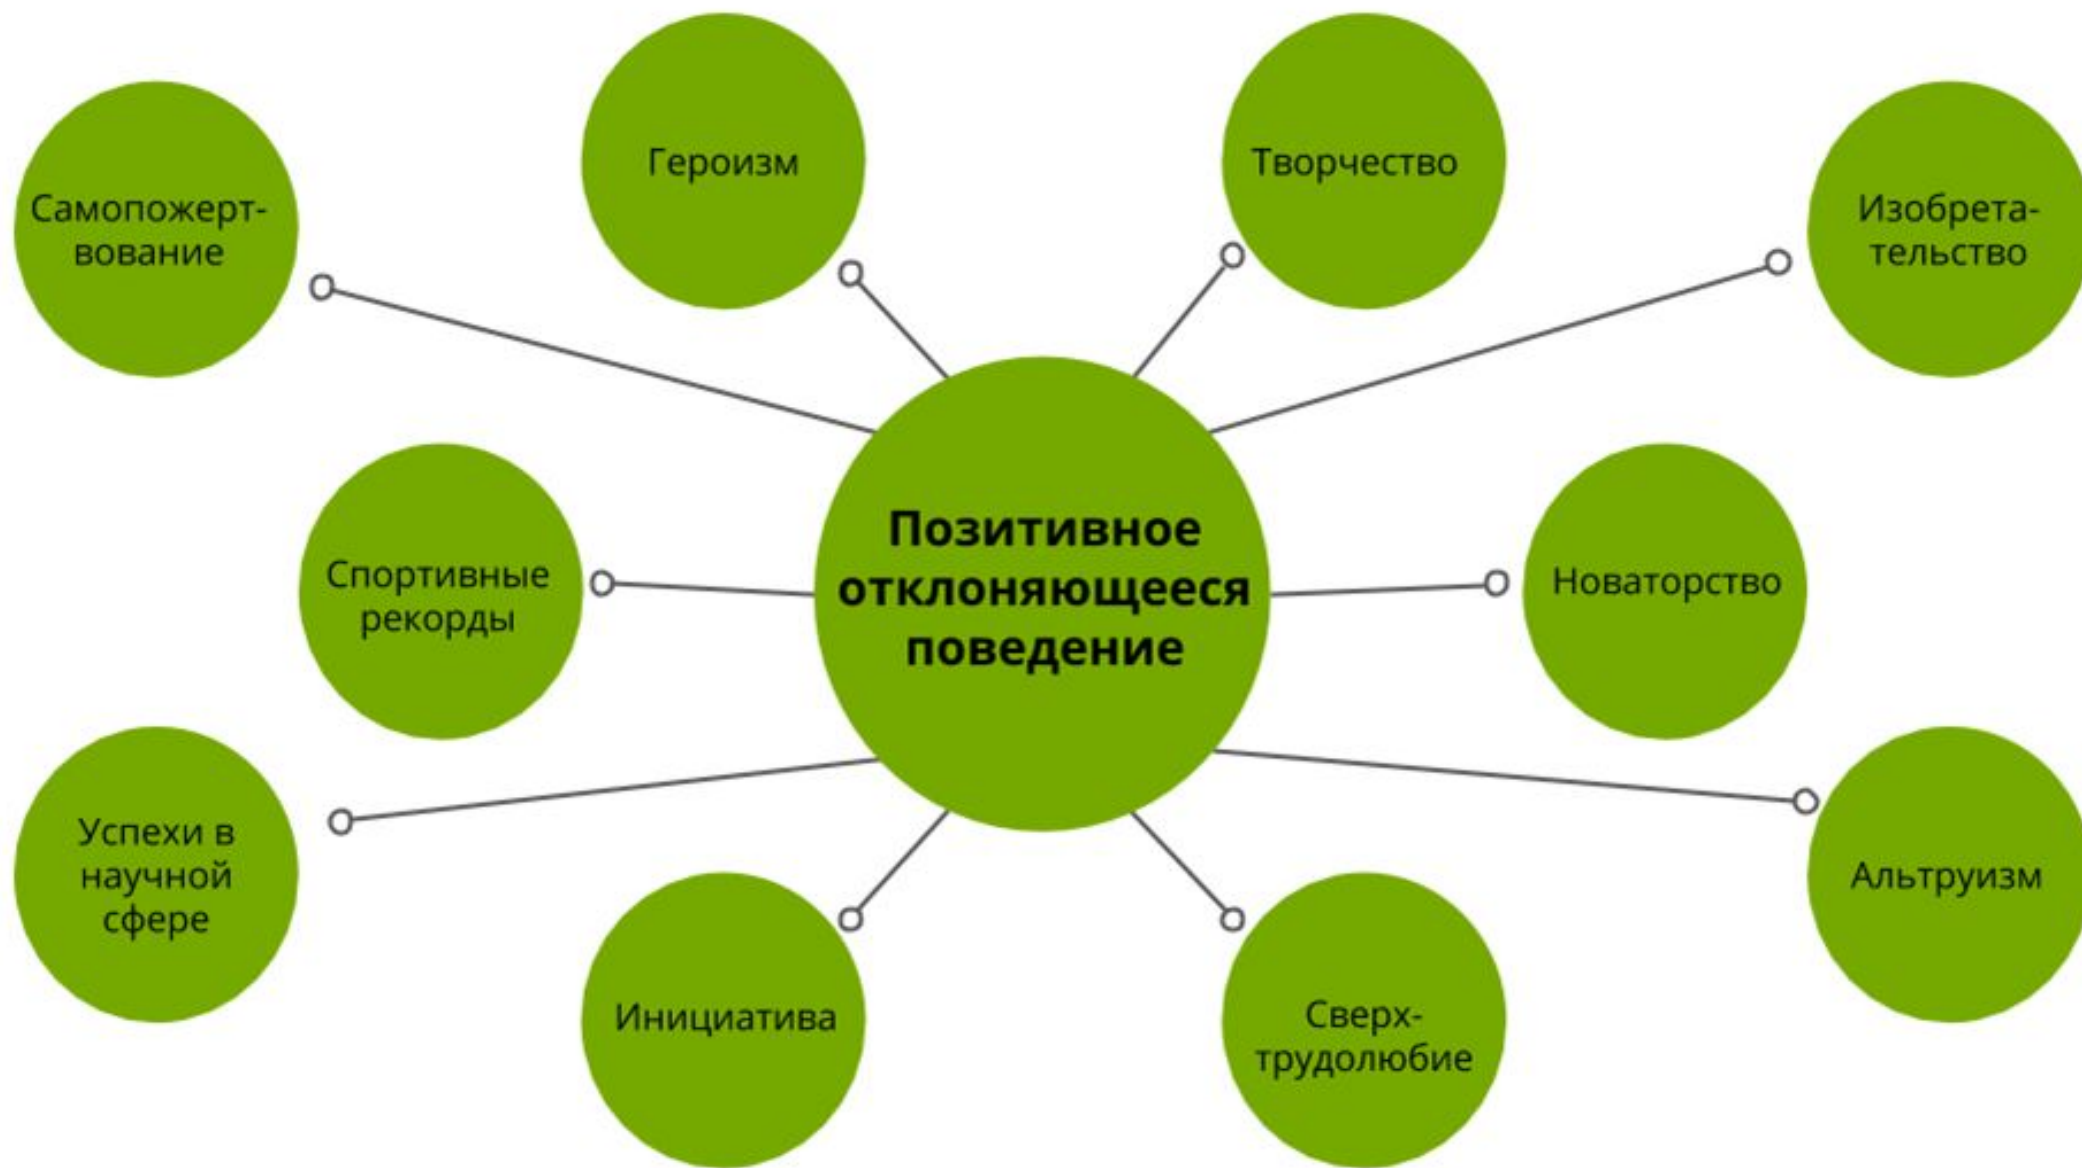 Героизм
Творчество
Самопожерт-
вование
Изобрета-
тельство
Позитивное
отклоняющееся
поведение
Спортивные
рекорды
Новаторство
Успехи в
научной
сфере
Альтруизм
Инициатива
Сверх-
трудолюбие